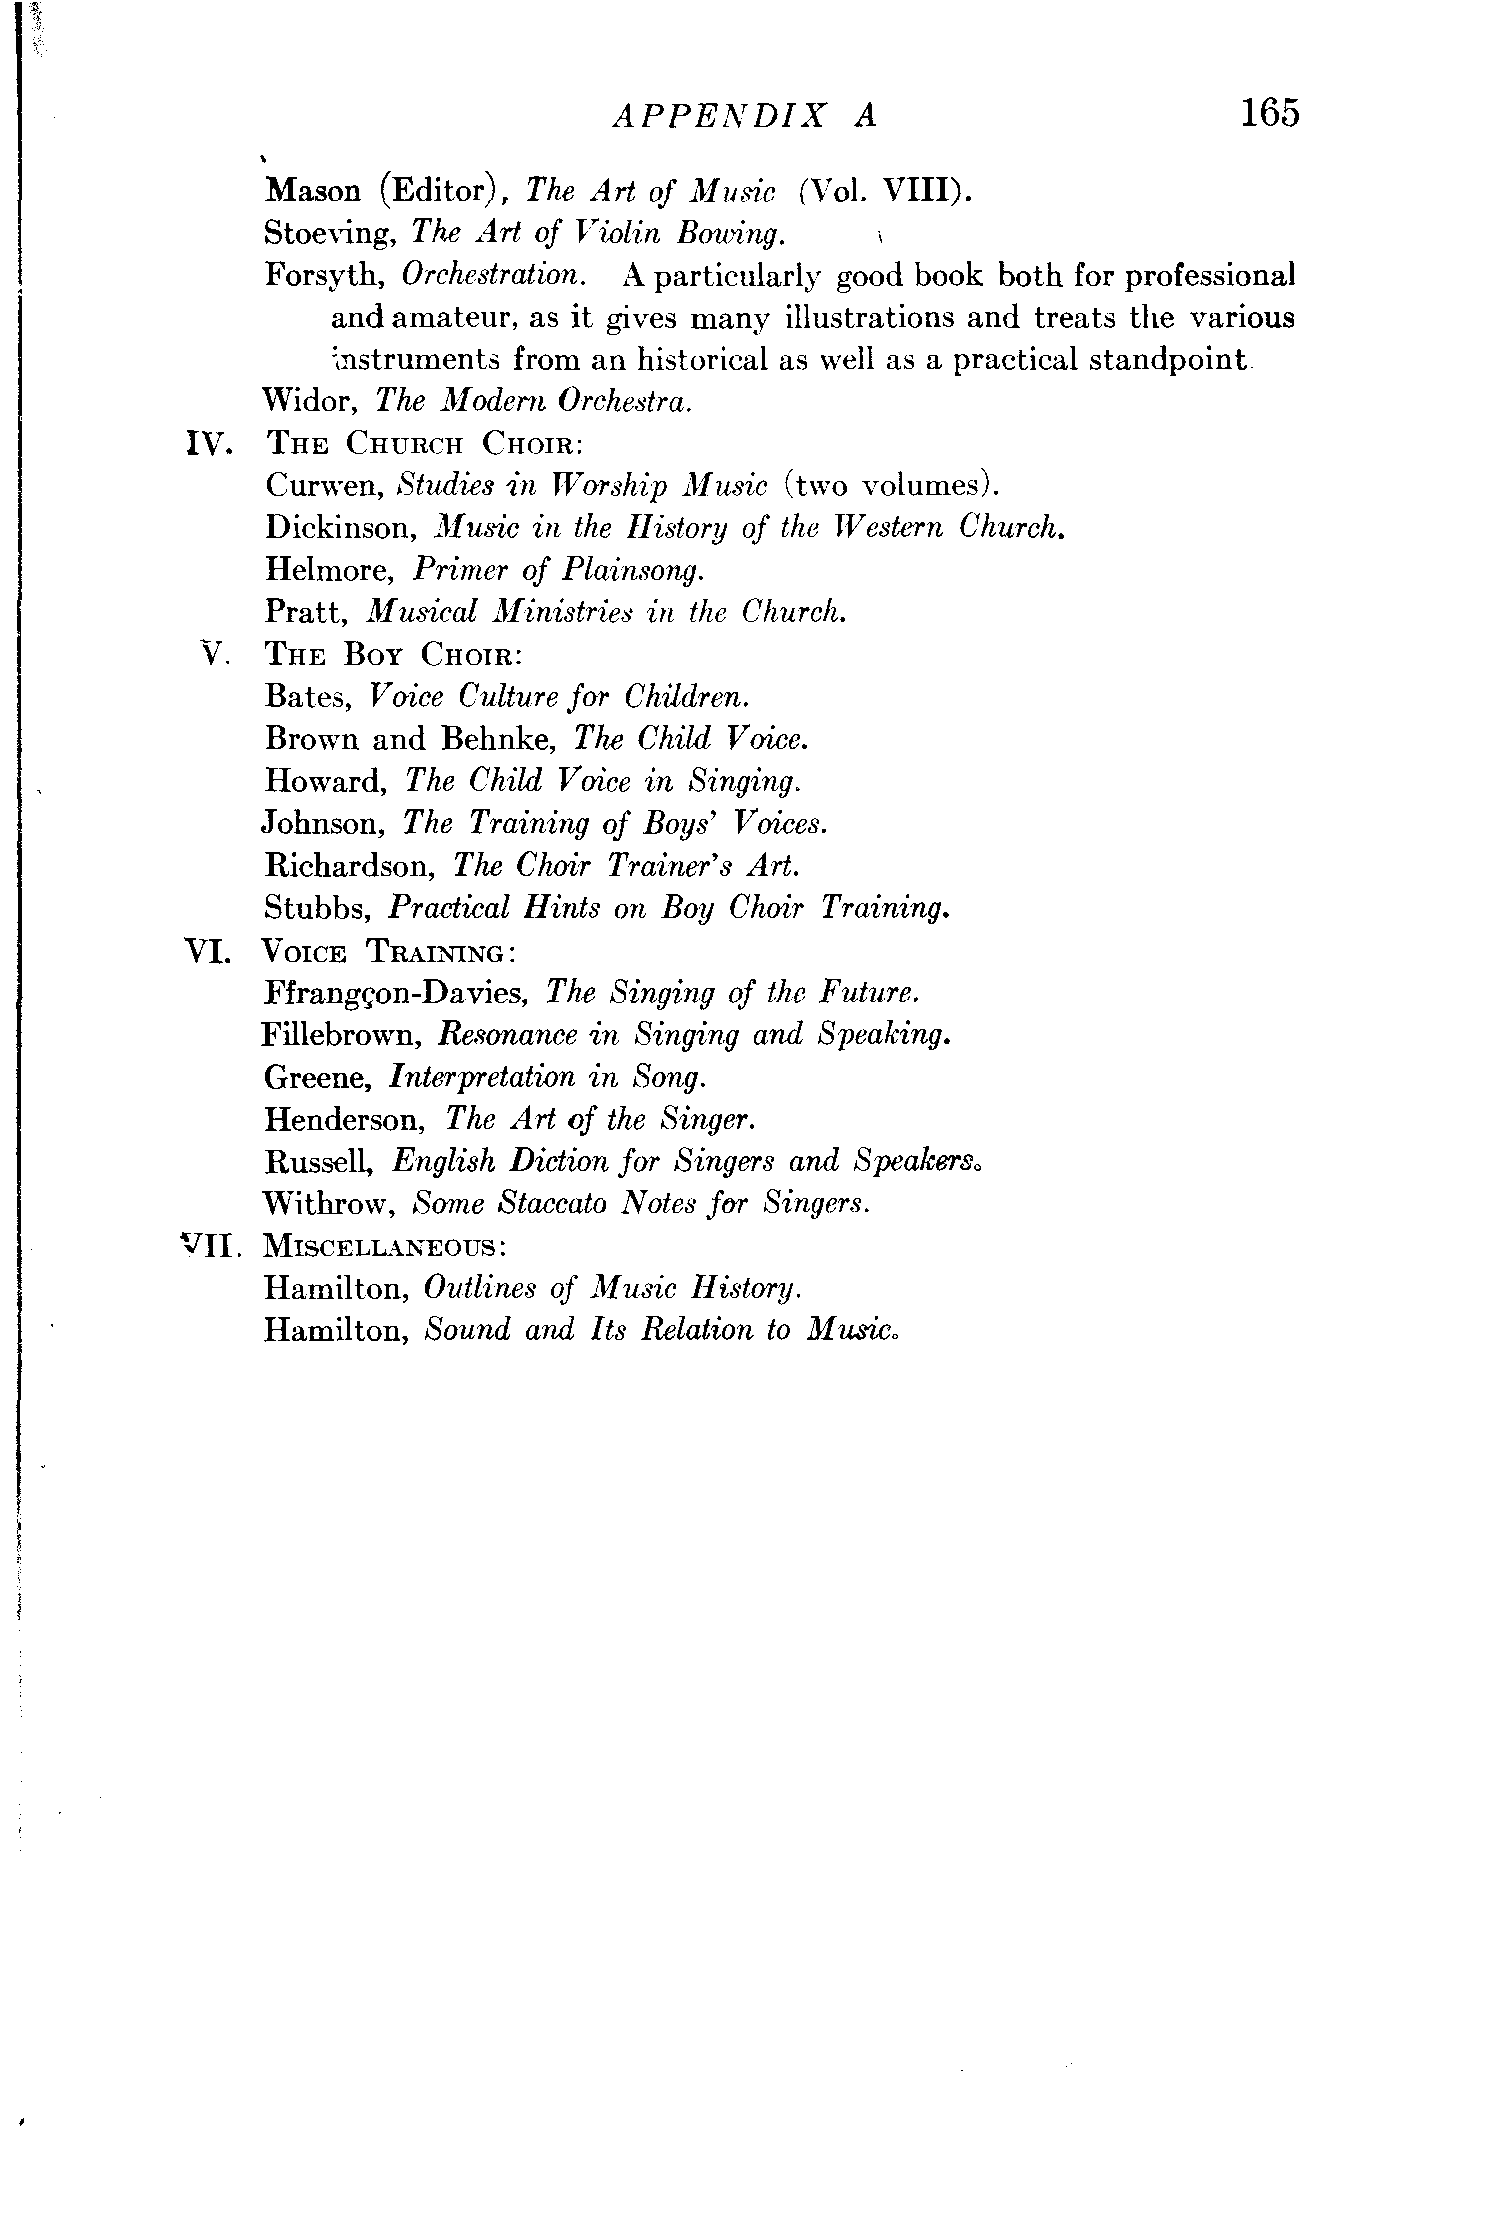 APPENDIX A 165
Mason (Editor), The Art of Music (Vol. VIII).
Stoeving, The Art of Violin Bowing.
Forsyth, Orchestration. A particularly good book both for professional
and amateur, as it gives many illustrations and treats the various
instruments from an historical as well as a practical standpoint.
Widor, The Modern Orchestra.
IV. THE CHURCH CHOIR:
Curwen, Studies in Worship Music (two volumes).
Dickinson, Music in the History of the Western Church.
Helmore, Primer of Plainsong.
Pratt, Musical Ministries in the Church.
V. THE BOY CHOIR:
Bates, Voice Culture for Children.
Brown and Behnke, The Child Voice.
Howard, The Child Voice in Singing.
Johnson, The Training of Boys' Voices.
Richardson, The Choir Trainer's Art.
Stubbs, Practical Hints on Boy Choir Training.
VI. VOICE TRAINING:
Ffrangçon-Davies, The Singing of the Future.
Fillebrown, Resonance in Singing and Speaking.
Greene, Interpretation in Song.
Henderson, The Art of the Singer.
Russell, English Diction for Singers and Speakers.
Withrow, Some Staccato Notes for Singers.
VII. MISCELLANEOUS:
Hamilton, Outlines of Music History.
Hamilton, Sound and Its Relation to Music.